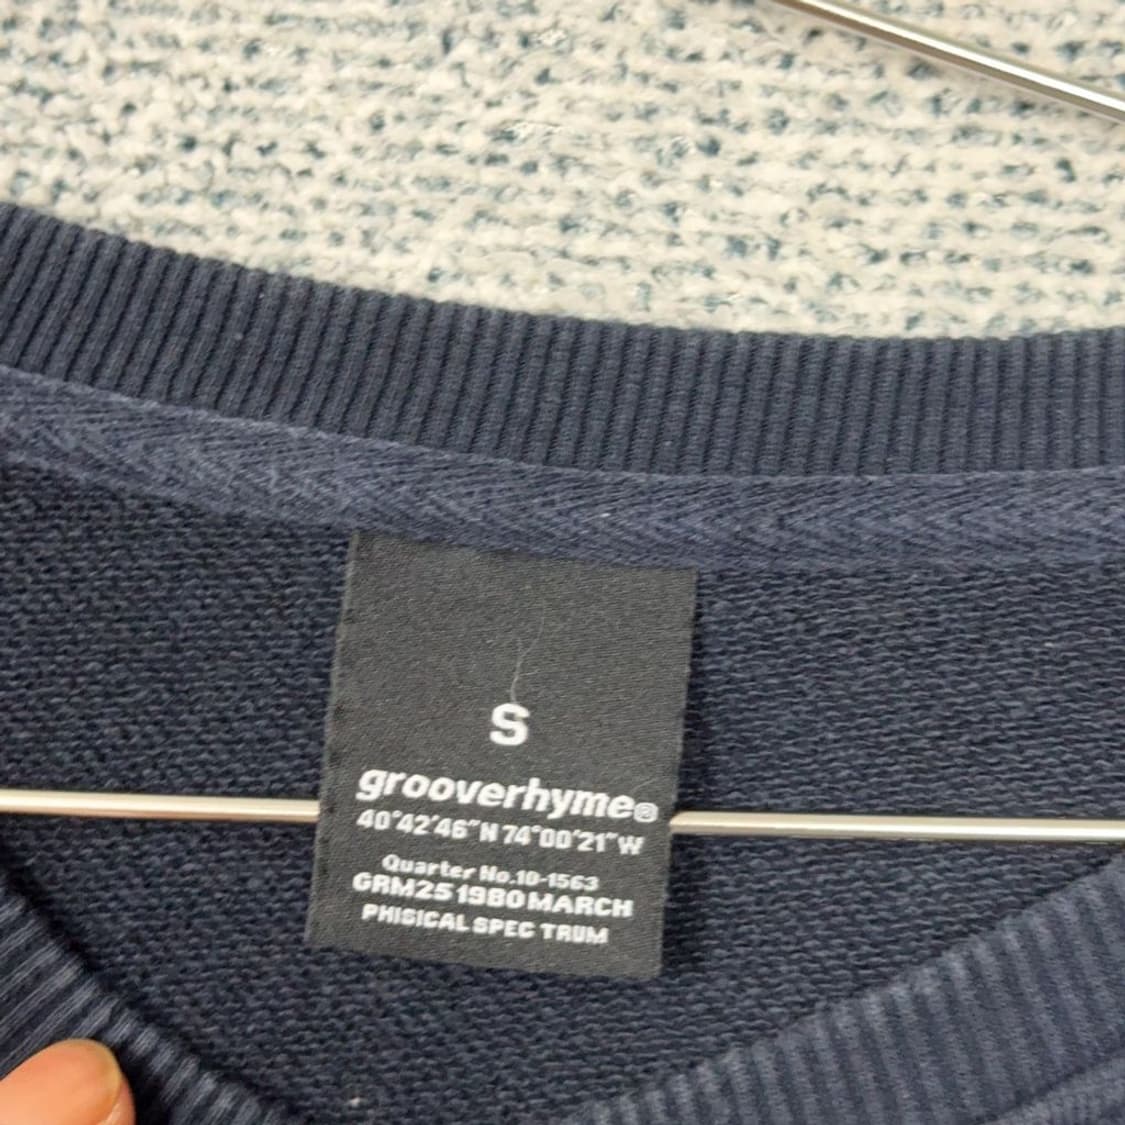 S
grooverhyme®
40°42'46"N 74°00'21"W
Quarter No.10-1563
GRM25 1980 MARCH
PHISICAL SPEC TRUM